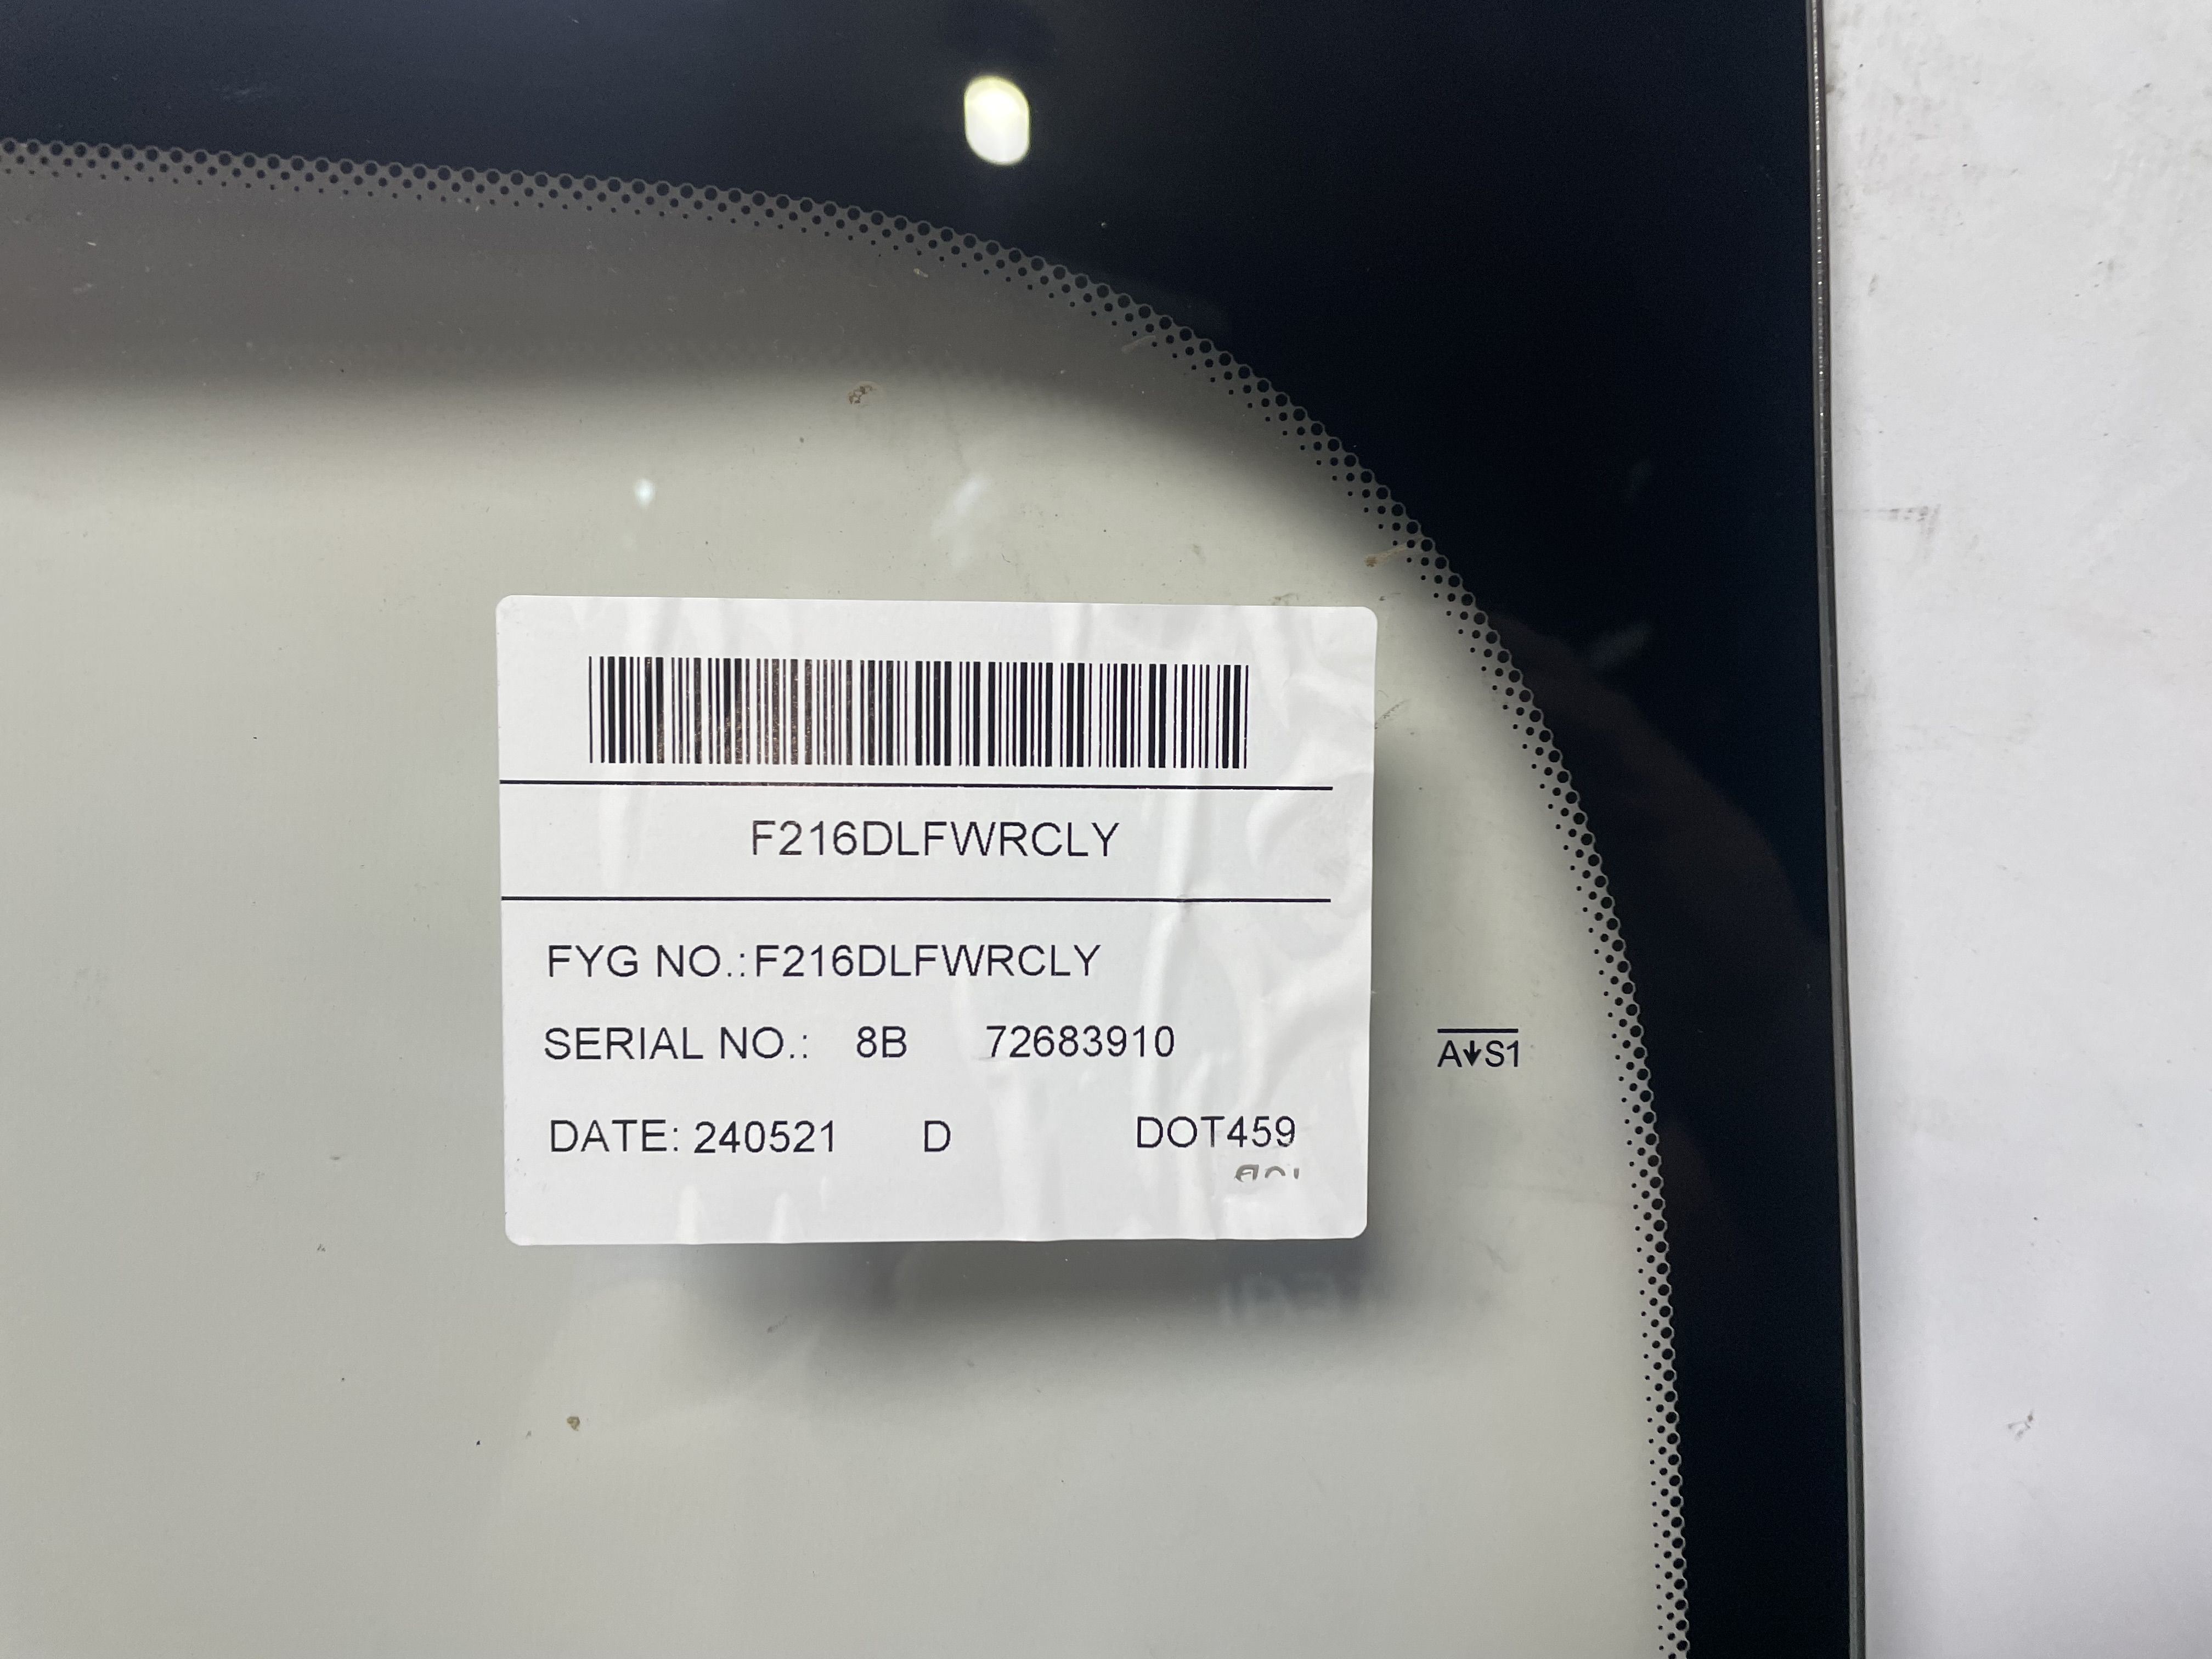 F216DLFWRCLY
FYG NO.:F216DLFWRCLY
SERIAL NO.: 8B 72683910
A↓S1
DATE: 240521 D DOT459